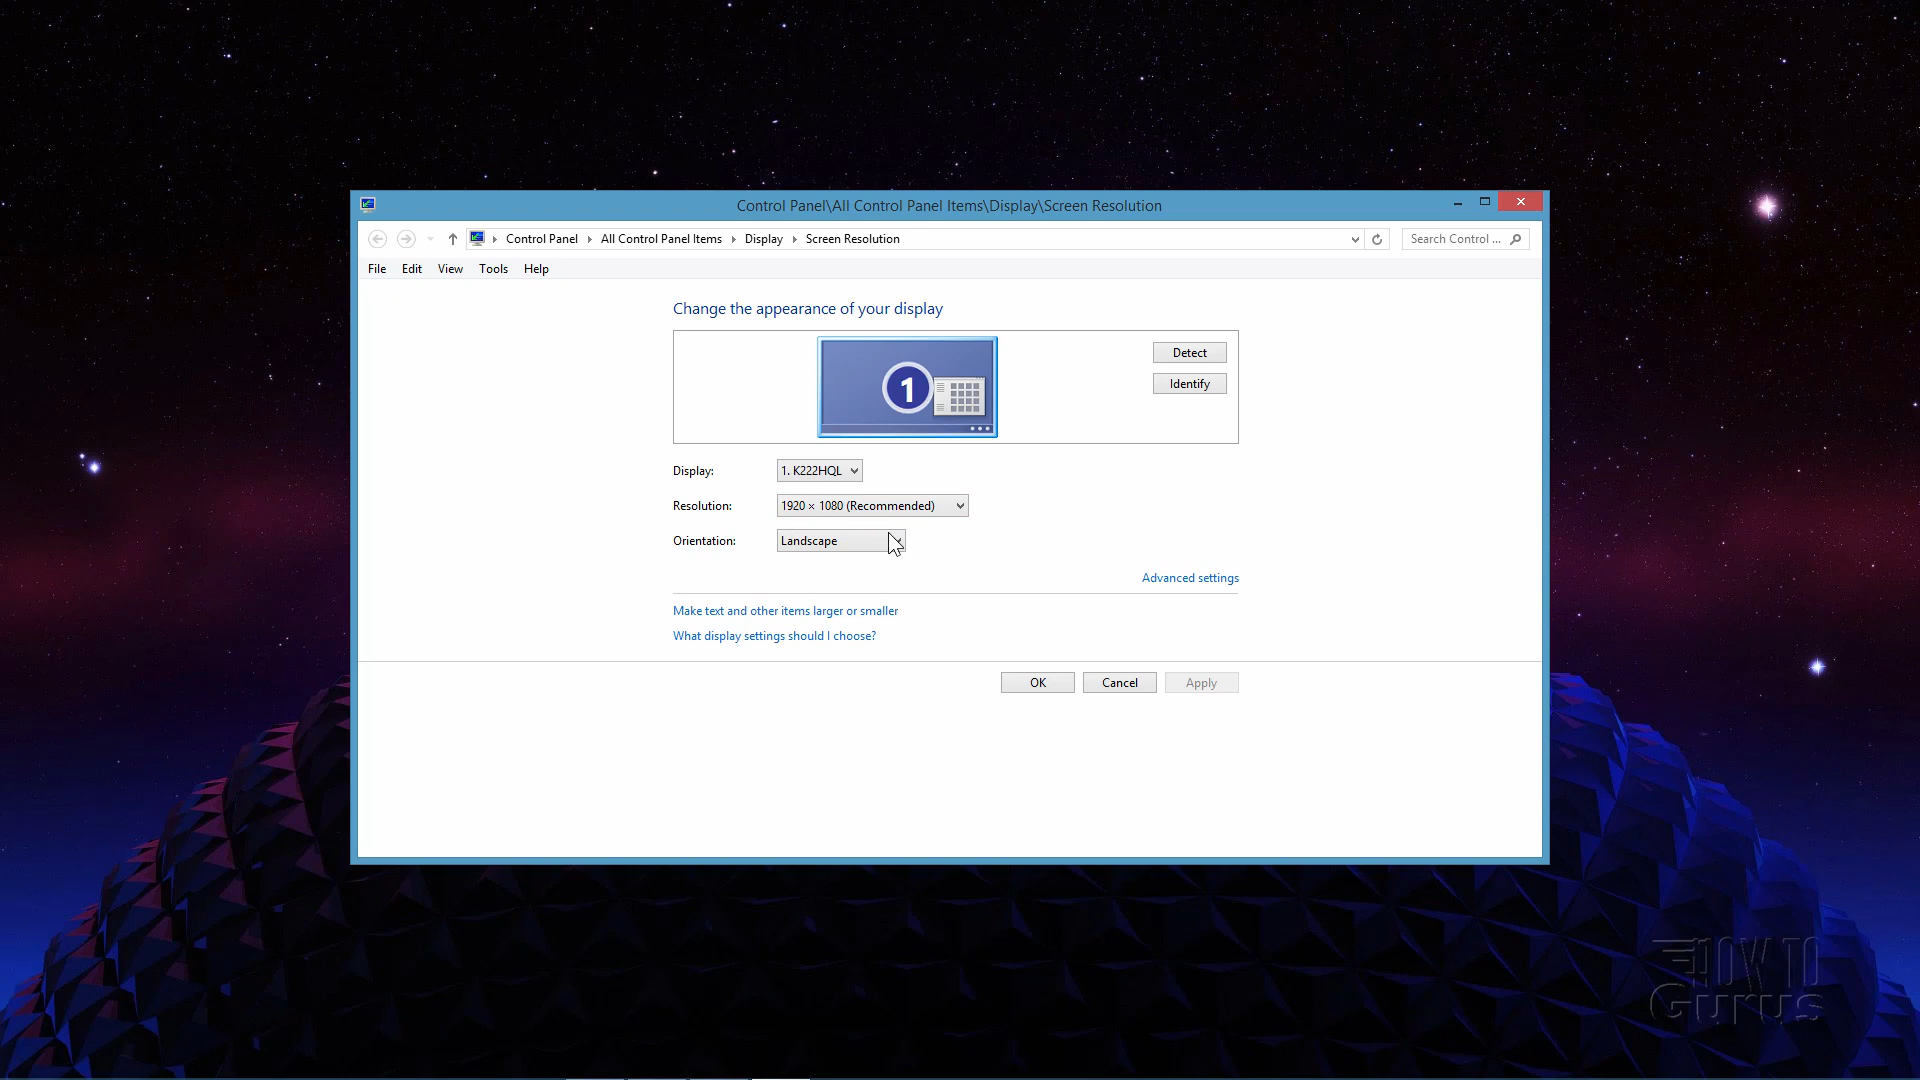 Control Panel\All Control Panel Items\Display\Screen Resolution
Control Panel All Control Panel Items Display Screen Resolution Search Control ...
File Edit View Tools Help
Change the appearance of your display
1
Detect
Identify
Display: 1. K222HQL
Resolution: 1920 × 1080 (Recommended)
Orientation: Landscape
Advanced settings
Make text and other items larger or smaller
What display settings should I choose?
OK Cancel Apply
HOW TO
GURUS